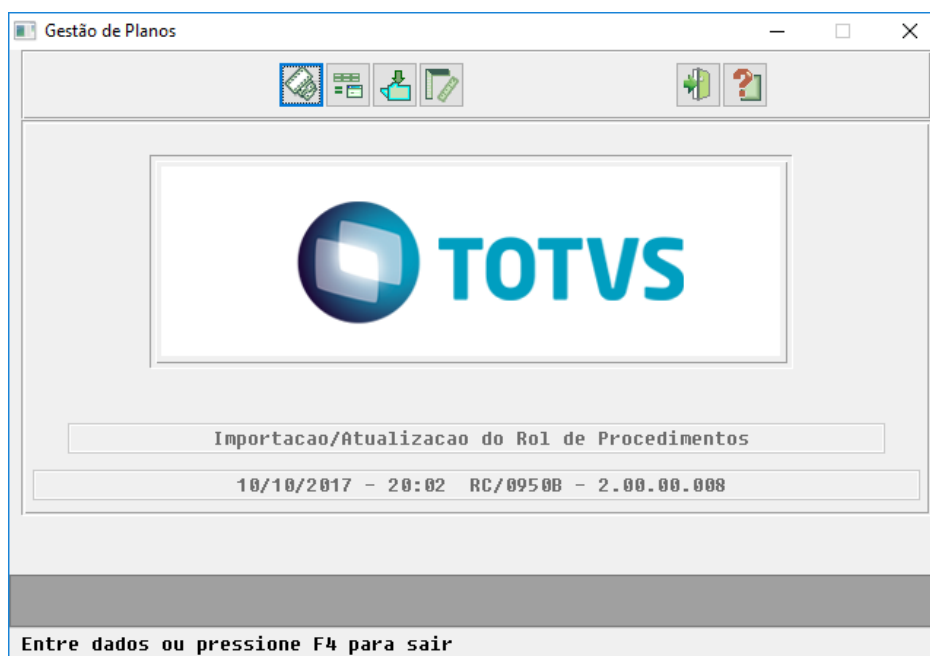 Gestão de Planos
TOTVS
Importacao/Atualizacao do Rol de Procedimentos
10/10/2017 - 20:02 RC/0950B - 2.00.00.008
Entre dados ou pressione F4 para sair